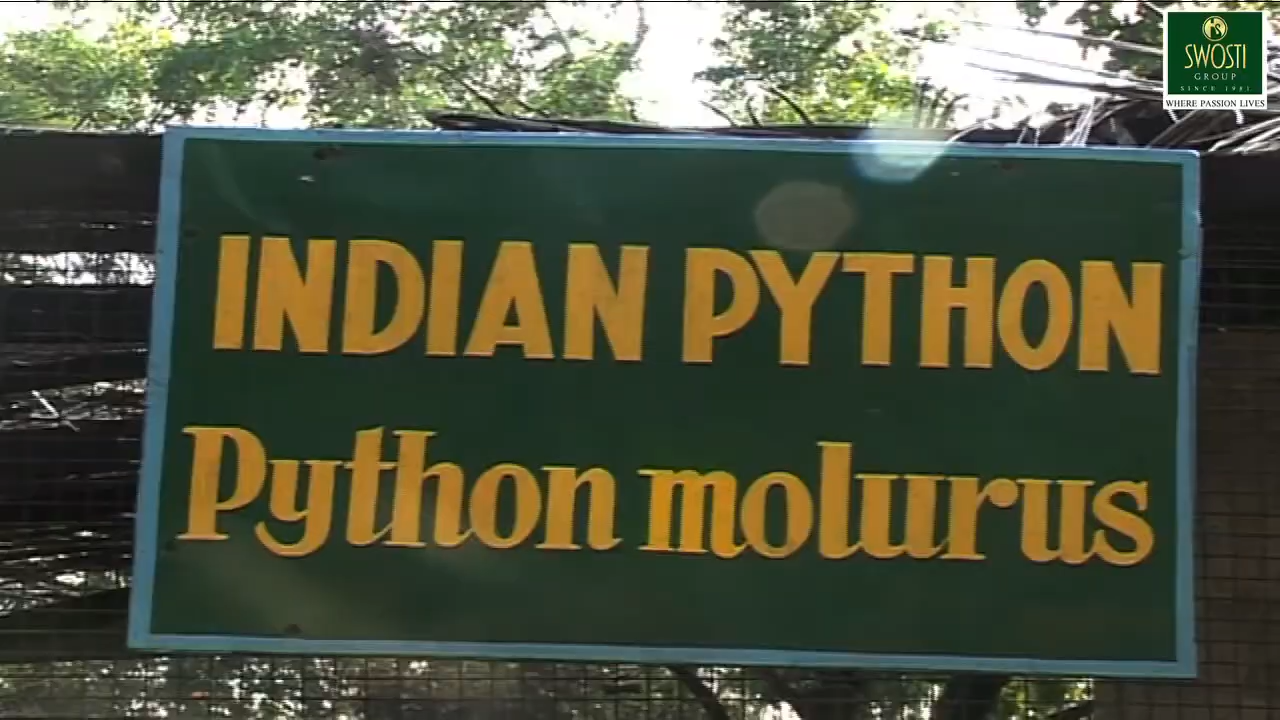 SWOSTI
GROUP
SINCE 1981
WHERE PASSION LIVES
INDIAN PYTHON
Python molurus